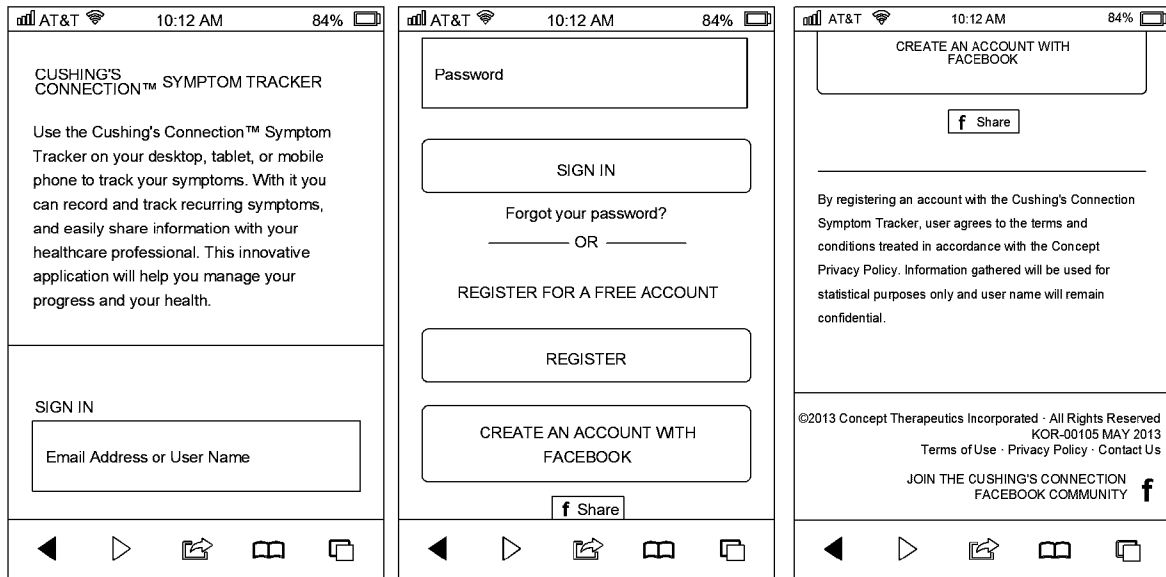 AT&T 10:12 AM 84%
CUSHING'S
CONNECTION™ SYMPTOM TRACKER
Use the Cushing's Connection™ Symptom
Tracker on your desktop, tablet, or mobile
phone to track your symptoms. With it you
can record and track recurring symptoms,
and easily share information with your
healthcare professional. This innovative
application will help you manage your
progress and your health.
SIGN IN
Email Address or User Name
AT&T 10:12 AM 84%
Password
SIGN IN
Forgot your password?
OR
REGISTER FOR A FREE ACCOUNT
REGISTER
CREATE AN ACCOUNT WITH
FACEBOOK
f Share
AT&T 10:12 AM 84%
CREATE AN ACCOUNT WITH
FACEBOOK
f Share
By registering an account with the Cushing's Connection
Symptom Tracker, user agrees to the terms and
conditions treated in accordance with the Concept
Privacy Policy. Information gathered will be used for
statistical purposes only and user name will remain
confidential.
©2013 Concept Therapeutics Incorporated · All Rights Reserved
KOR-00105 MAY 2013
Terms of Use · Privacy Policy · Contact Us
JOIN THE CUSHING'S CONNECTION
FACEBOOK COMMUNITY f